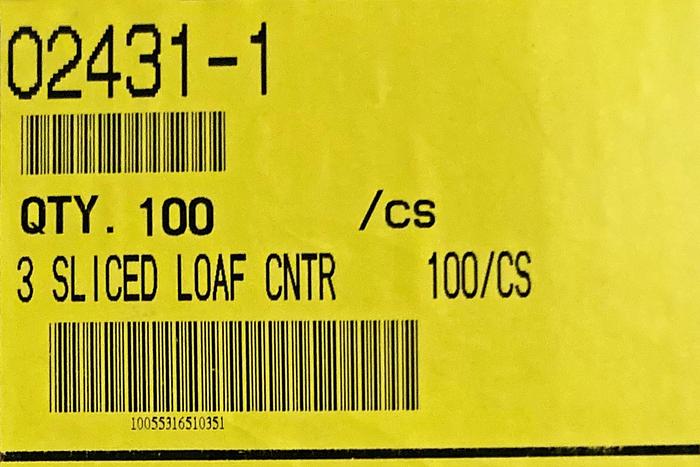 02431-1
QTY. 100 /cs
3 SLICED LOAF CNTR 100/CS
10055316510351